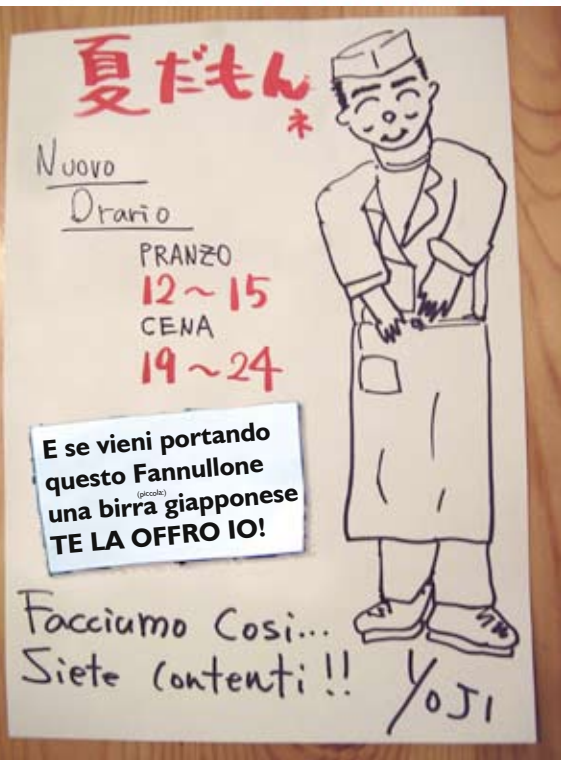 夏だもん
ネ
Nuovo
Orario
PRANZO
12~15
CENA
19~24
E se vieni portando
questo Fannullone
(piccola:)
una birra giapponese
TE LA OFFRO IO!
Facciumo Cosi...
Siete Contenti!!
YOJI